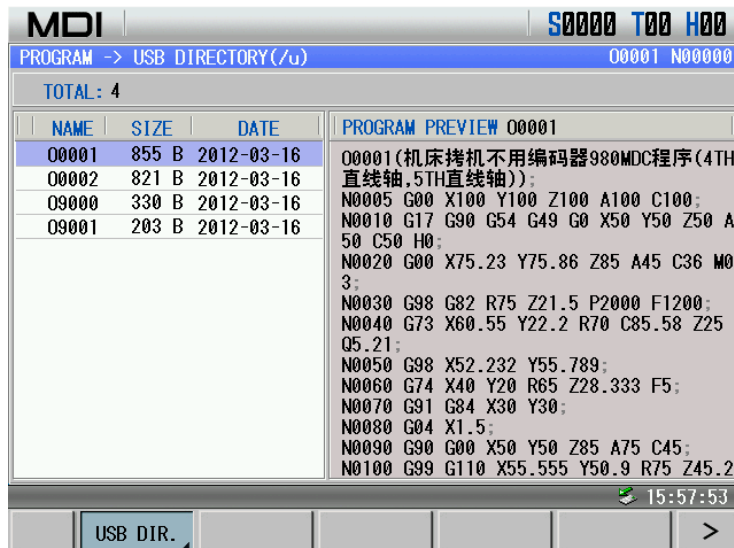 MDI S0000 T00 H00
PROGRAM -> USB DIRECTORY(/u) O0001 N00000
TOTAL: 4
NAME SIZE DATE
O0001 855 B 2012-03-16
O0002 821 B 2012-03-16
O9000 330 B 2012-03-16
O9001 203 B 2012-03-16
PROGRAM PREVIEW O0001
O0001(机床拷机不用编码器980MDC程序(4TH
直线轴,5TH直线轴));
N0005 G00 X100 Y100 Z100 A100 C100;
N0010 G17 G90 G54 G49 G0 X50 Y50 Z50 A
50 C50 H0;
N0020 G00 X75.23 Y75.86 Z85 A45 C36 M0
3;
N0030 G98 G82 R75 Z21.5 P2000 F1200;
N0040 G73 X60.55 Y22.2 R70 C85.58 Z25
Q5.21;
N0050 G98 X52.232 Y55.789;
N0060 G74 X40 Y20 R65 Z28.333 F5;
N0070 G91 G84 X30 Y30;
N0080 G04 X1.5;
N0090 G90 G00 X50 Y50 Z85 A75 C45;
N0100 G99 G110 X55.555 Y50.9 R75 Z45.2
15:57:53
USB DIR. >